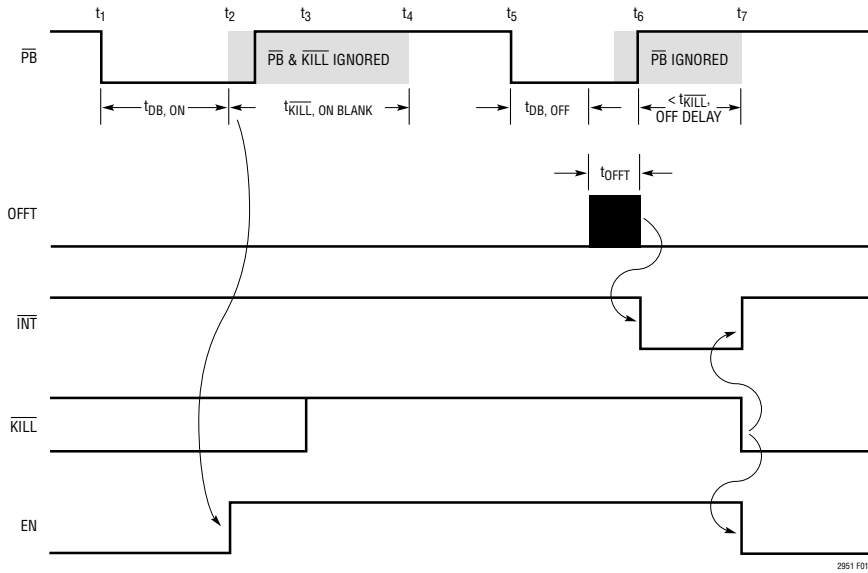 t1 t2 t3 t4 t5 t6 t7
PB
PB & KILL IGNORED
PB IGNORED
tDB, ON
tKILL, ON BLANK
tDB, OFF
< tKILL,
OFF DELAY
tOFFT
OFFT
INT
KILL
EN
2951 F01